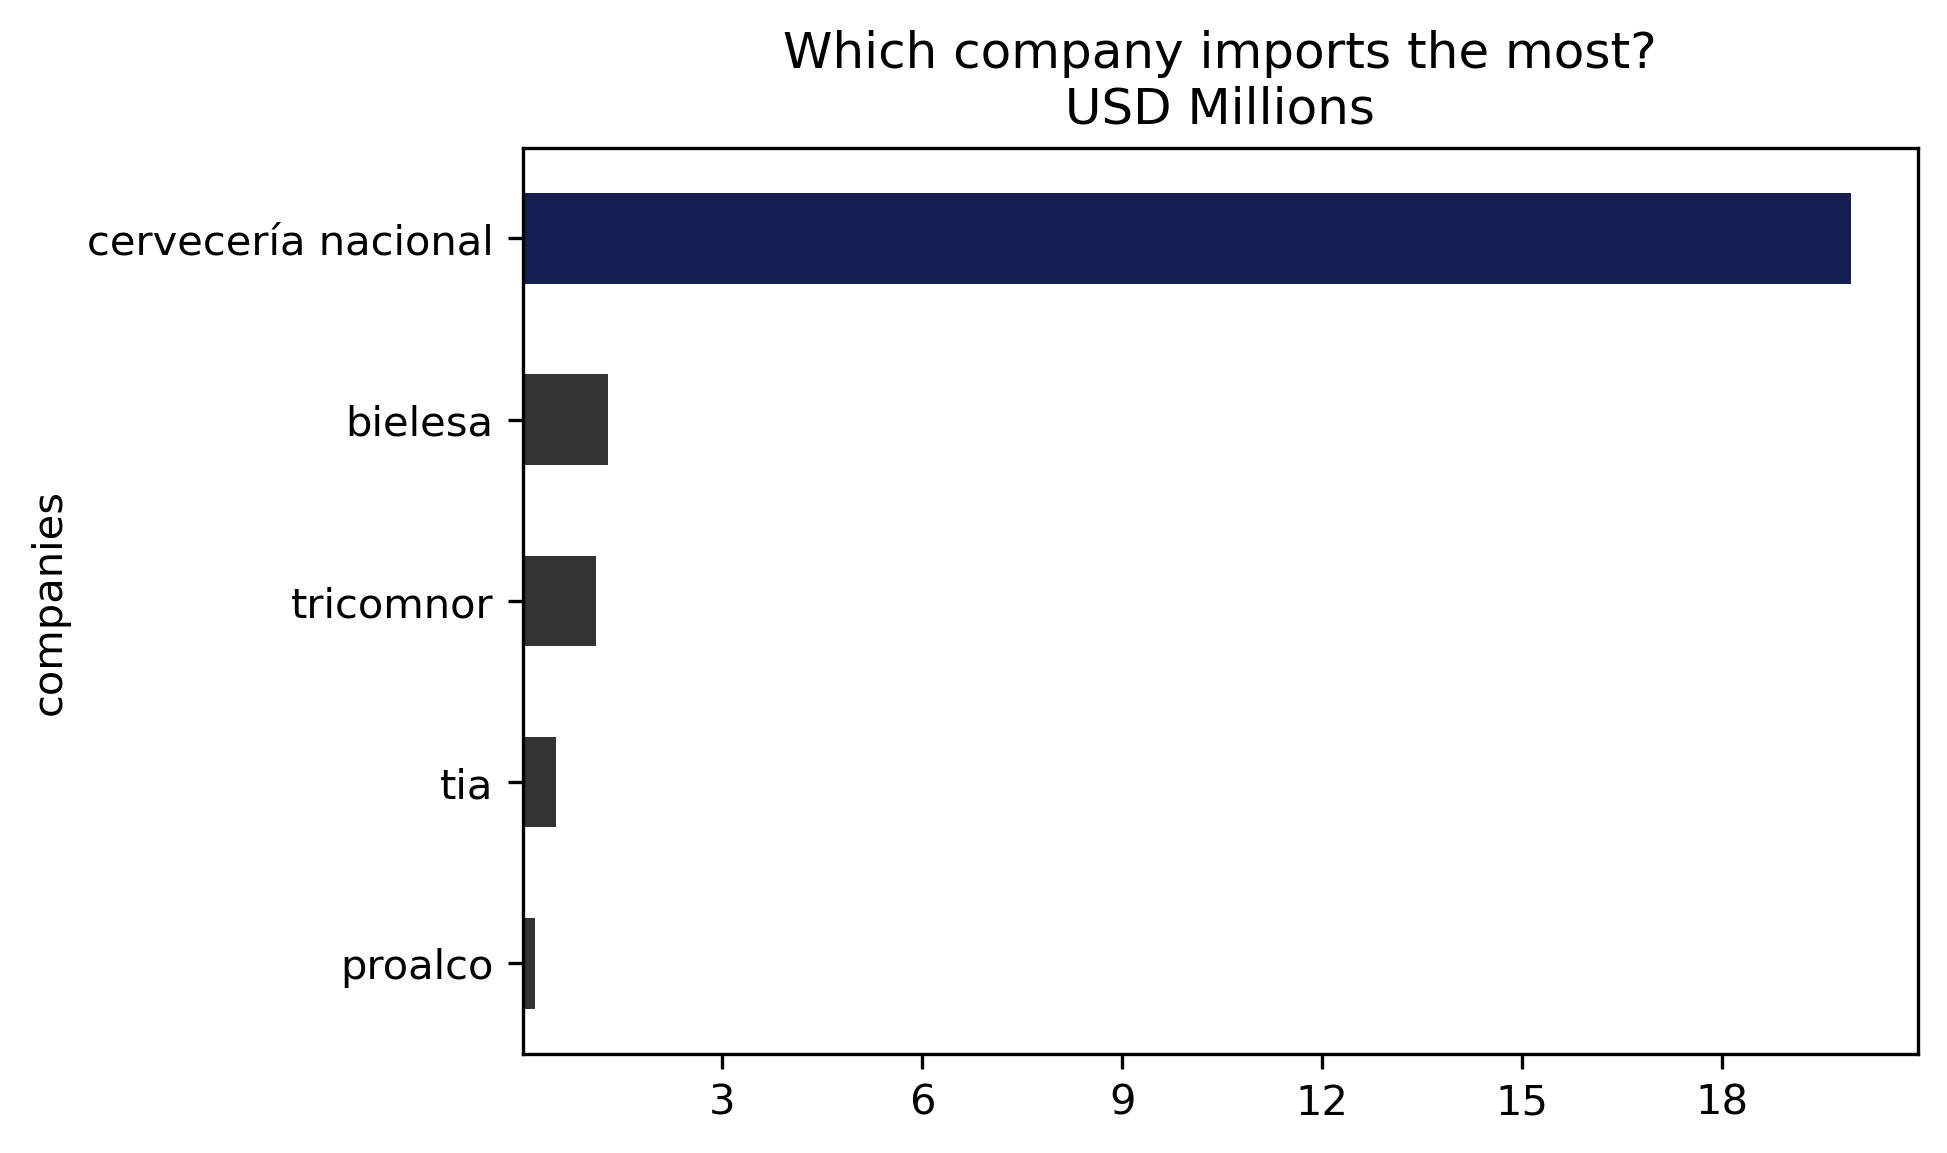 Which company imports the most?
USD Millions
cervecería nacional
bielesa
tricomnor
tia
proalco
companies
3 6 9 12 15 18